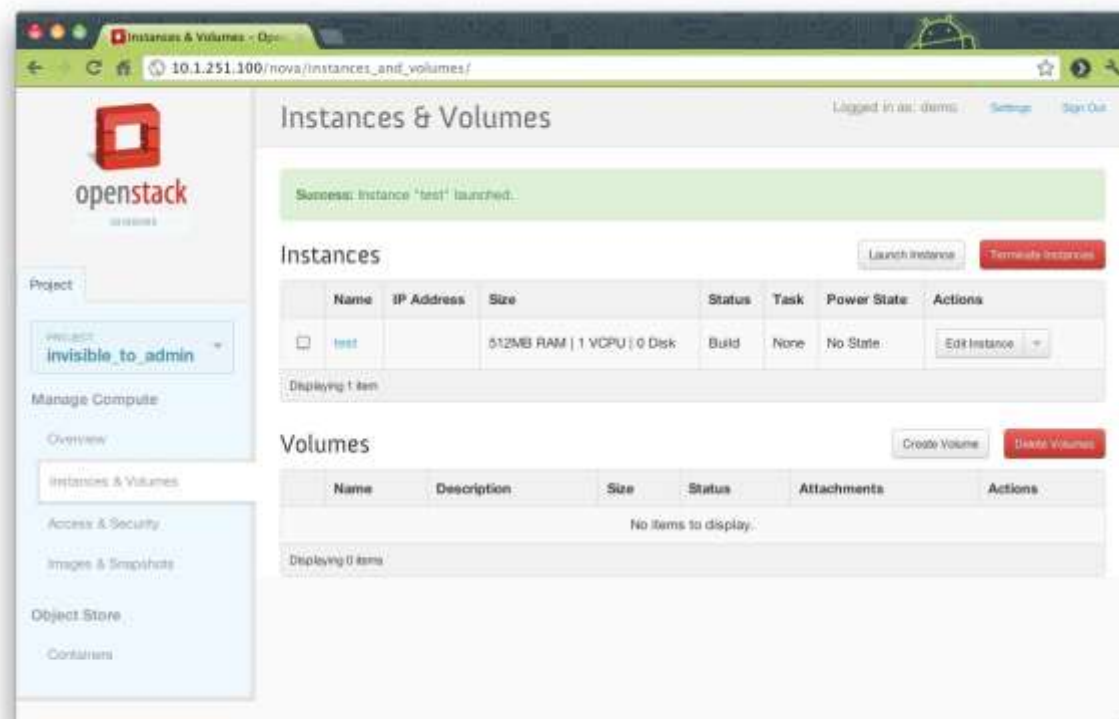 Instances & Volumes - Ope
10.1.251.100/nova/instances_and_volumes/
openstack
Instances & Volumes
Logged in as: demo
Settings
Sign Out
Success: Instance "test" launched.
Project
PROJECT
invisible_to_admin
Manage Compute
Overview
Instances & Volumes
Access & Security
Images & Snapshots
Object Store
Containers
Instances
Launch Instance
Terminate Instances
Name IP Address Size Status Task Power State Actions
test 512MB RAM | 1 VCPU | 0 Disk Build None No State Edit Instance
Displaying 1 item
Volumes
Create Volume
Delete Volumes
Name Description Size Status Attachments Actions
No items to display.
Displaying 0 items